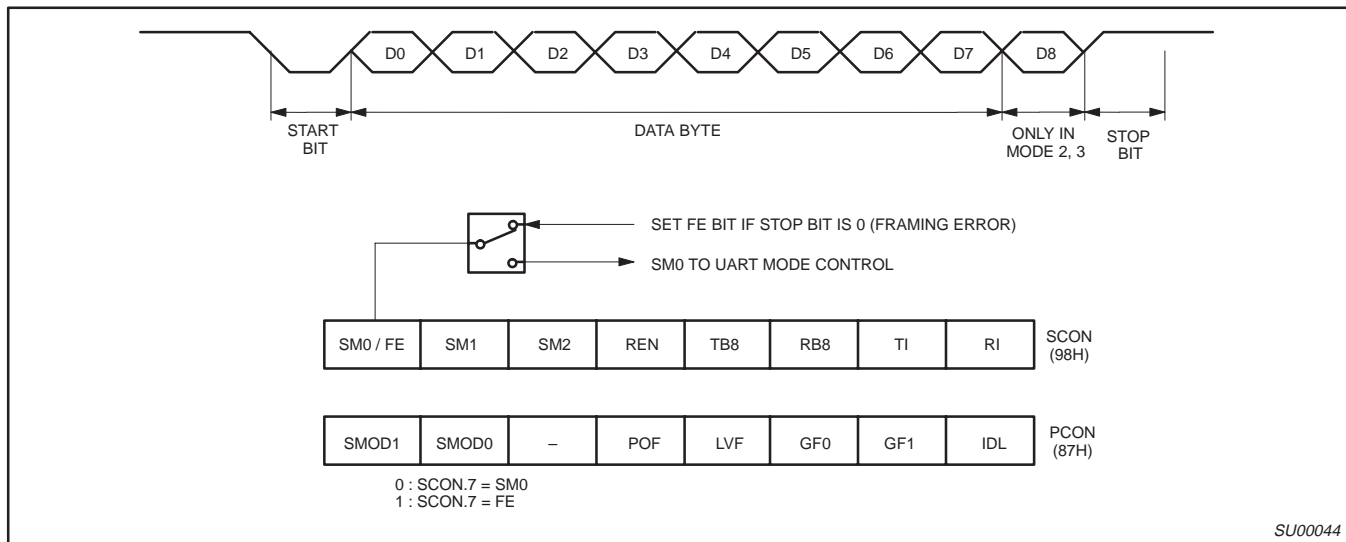 D0 D1 D2 D3 D4 D5 D6 D7 D8
START
BIT
DATA BYTE
ONLY IN
MODE 2, 3
STOP
BIT
SET FE BIT IF STOP BIT IS 0 (FRAMING ERROR)
SM0 TO UART MODE CONTROL
SM0 / FE SM1 SM2 REN TB8 RB8 TI RI
SCON
(98H)
SMOD1 SMOD0 – POF LVF GF0 GF1 IDL
PCON
(87H)
0 : SCON.7 = SM0
1 : SCON.7 = FE
SU00044